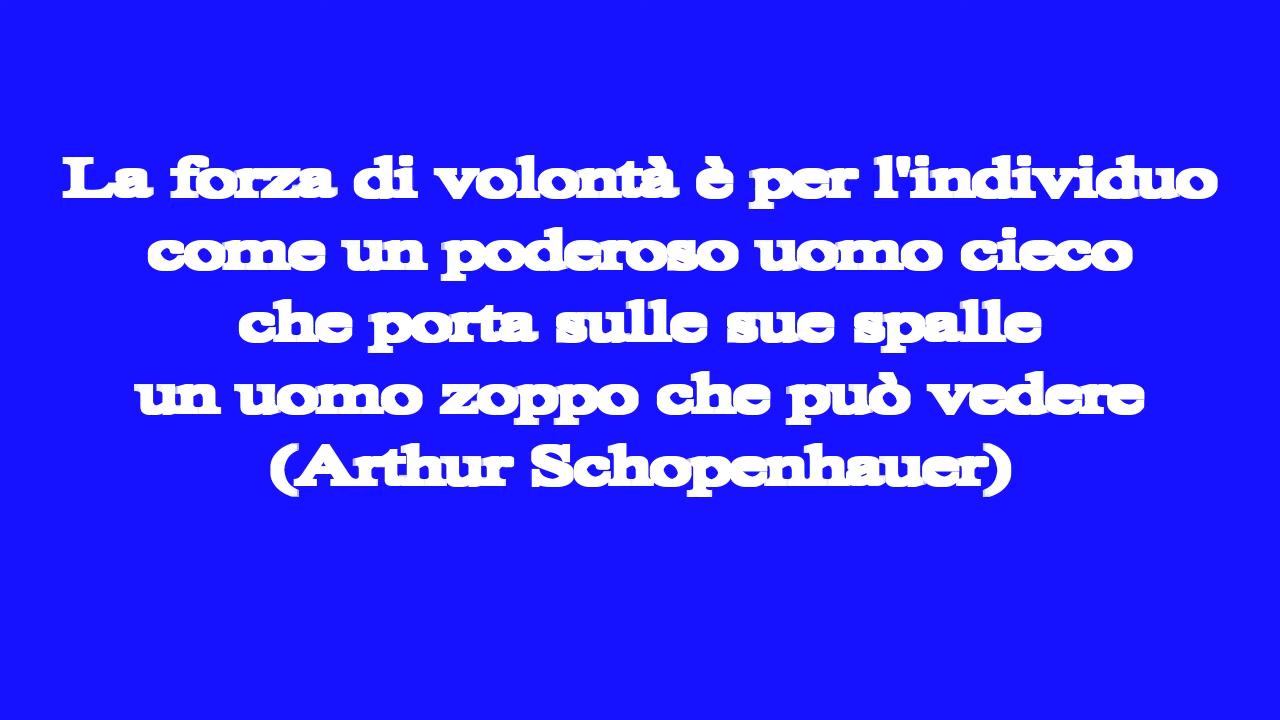 La forza di volontà è per l'individuo
come un poderoso uomo cieco
che porta sulle sue spalle
un uomo zoppo che può vedere
(Arthur Schopenhauer)